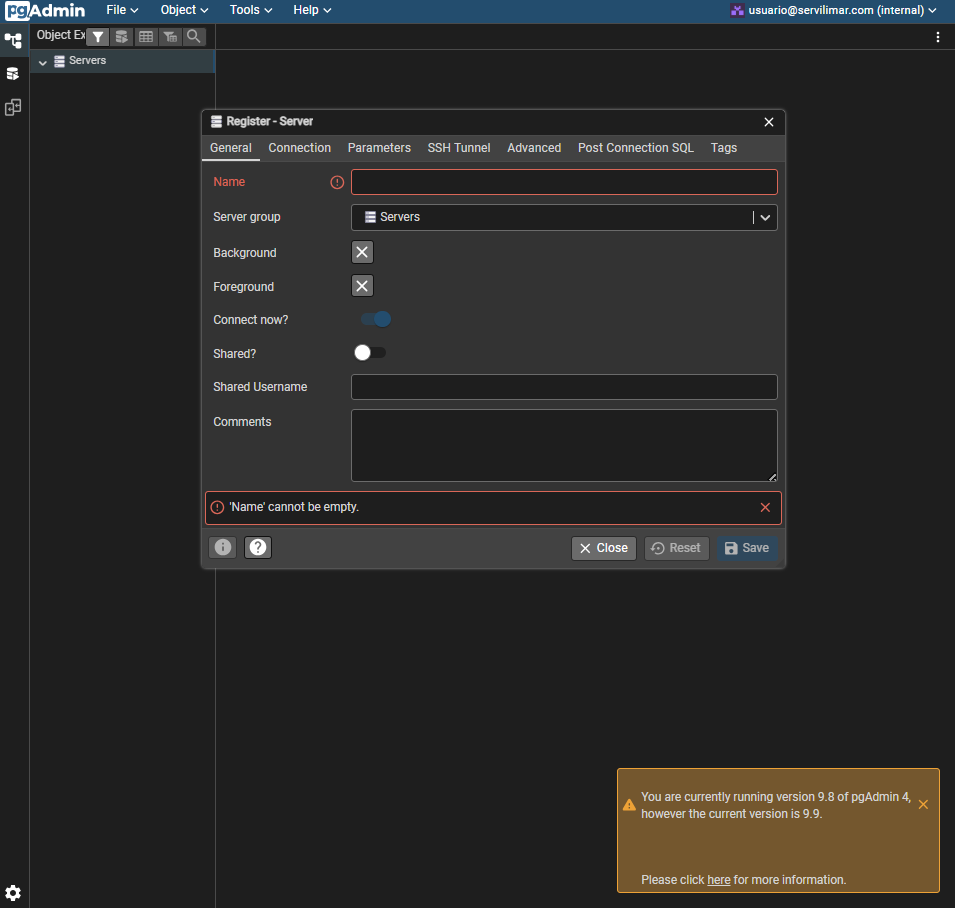 pgAdmin File Object Tools Help usuario@servilimar.com (internal)
Object Ex
Servers
Register - Server
General Connection Parameters SSH Tunnel Advanced Post Connection SQL Tags
Name
Server group Servers
Background
Foreground
Connect now?
Shared?
Shared Username
Comments
'Name' cannot be empty.
Close Reset Save
You are currently running version 9.8 of pgAdmin 4,
however the current version is 9.9.
Please click here for more information.